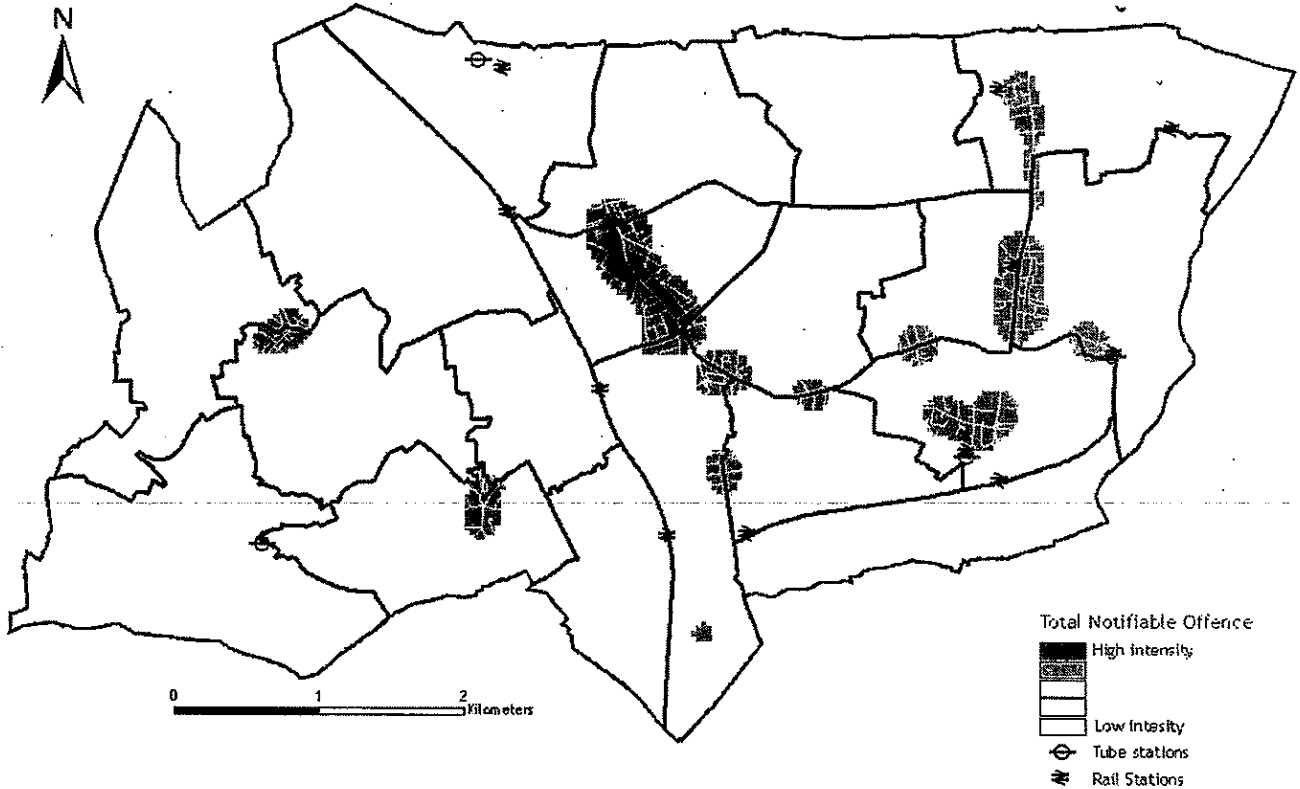 N
0 1 2
Kilometers
Total Notifiable Offence
High Intensity
Low Intesity
Tube stations
Rail Stations